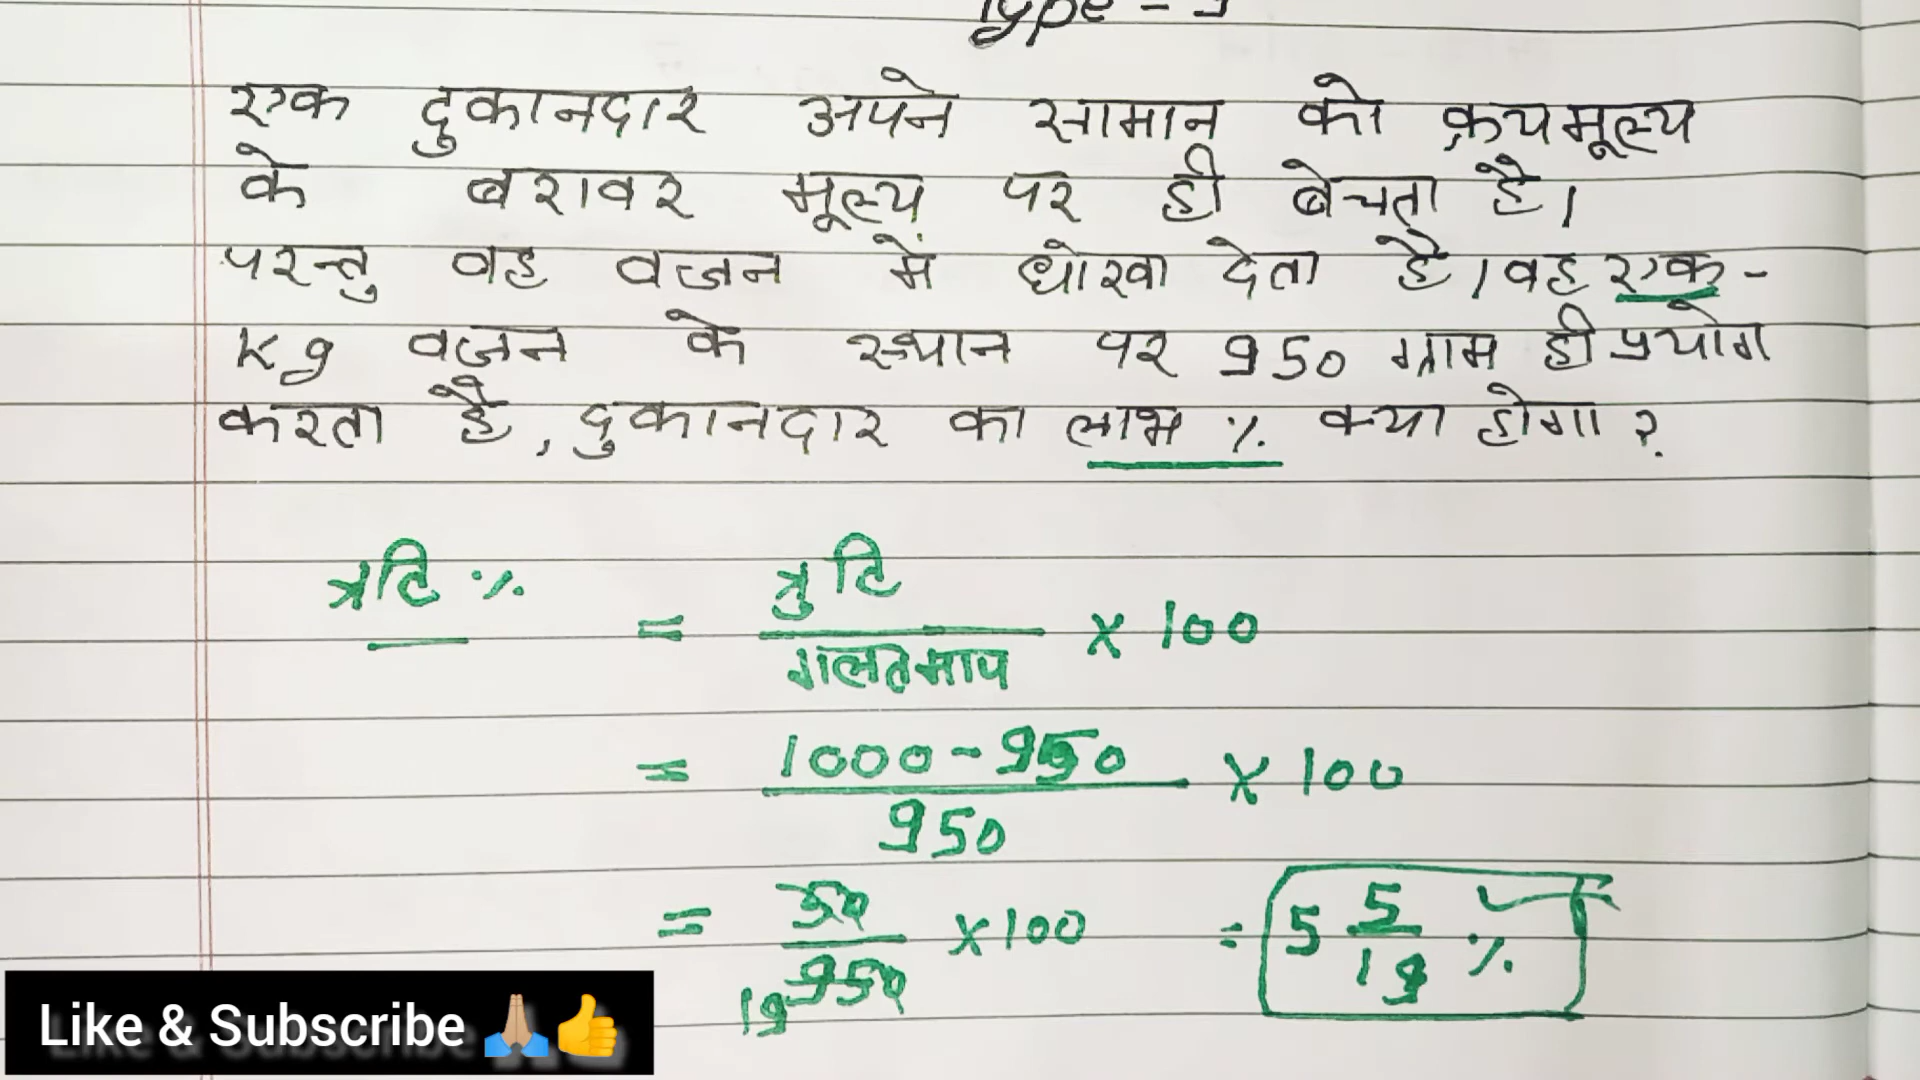 Type -
एक दुकानदार अपने सामान को क्रयमूल्य
के बराबर मूल्य पर ही बेचता है।
परन्तु वह वजन में धोखा देता है। वह एक-
Kg वजन के स्थान पर 950 ग्राम ही प्रयोग
करता है, दुकानदार का लाभ % क्या होगा ?
त्रुटि % = त्रुटि / गलतमाप × 100
= 1000 - 950 / 950 × 100
= 50 / 950 × 100 = 5 5/19 %
19
Like & Subscribe 🙏👍